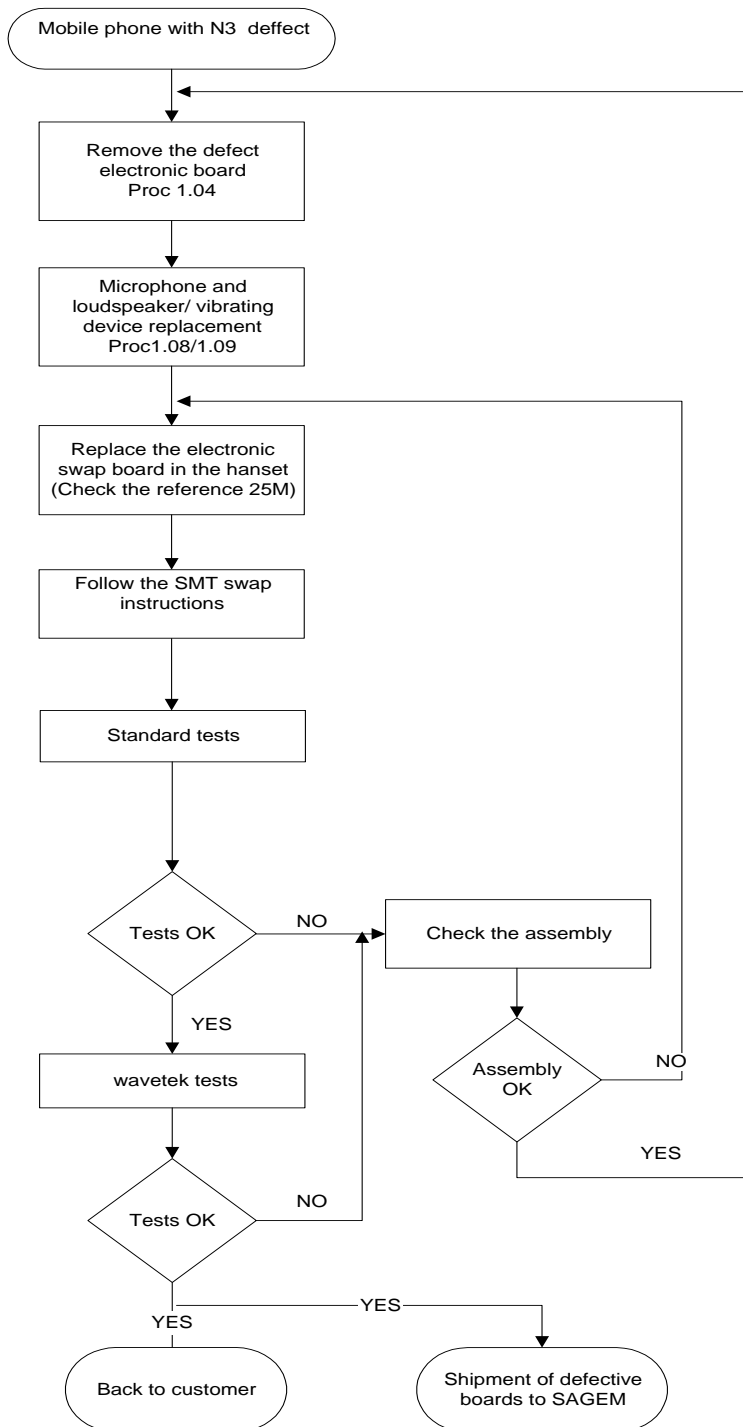 Mobile phone with N3 deffect
Remove the defect
electronic board
Proc 1.04
Microphone and
loudspeaker/ vibrating
device replacement
Proc1.08/1.09
Replace the electronic
swap board in the hanset
(Check the reference 25M)
Follow the SMT swap
instructions
Standard tests
Tests OK
NO
Check the assembly
YES
wavetek tests
Assembly
OK
NO
YES
Tests OK
NO
YES
YES
Back to customer
Shipment of defective
boards to SAGEM